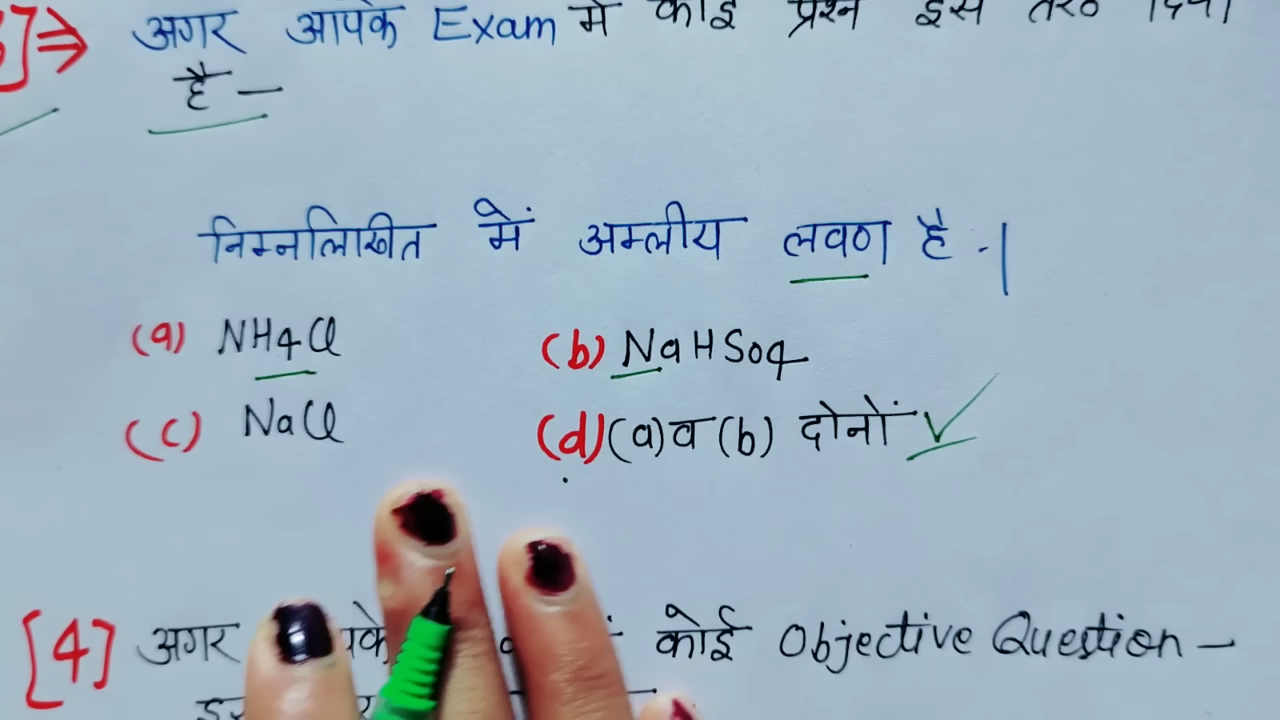 ]⇒ अगर आपके Exam में कोई प्रश्न इस तरह दिया
है —
निम्नलिखीत में अम्लीय लवण है -|
(a) NH4Cl (b) NaHSO4
(c) NaCl (d) (a) व (b) दोनों ✓
[4] अगर कोई Objective Question —